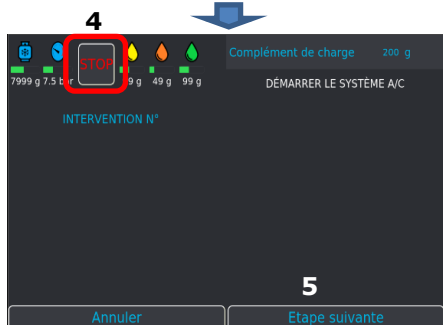 4
STOP
Complément de charge 200 g
7999 g 7.5 bar 9 g 49 g 99 g
DÉMARRER LE SYSTÈME A/C
INTERVENTION N°
5
Annuler
Etape suivante